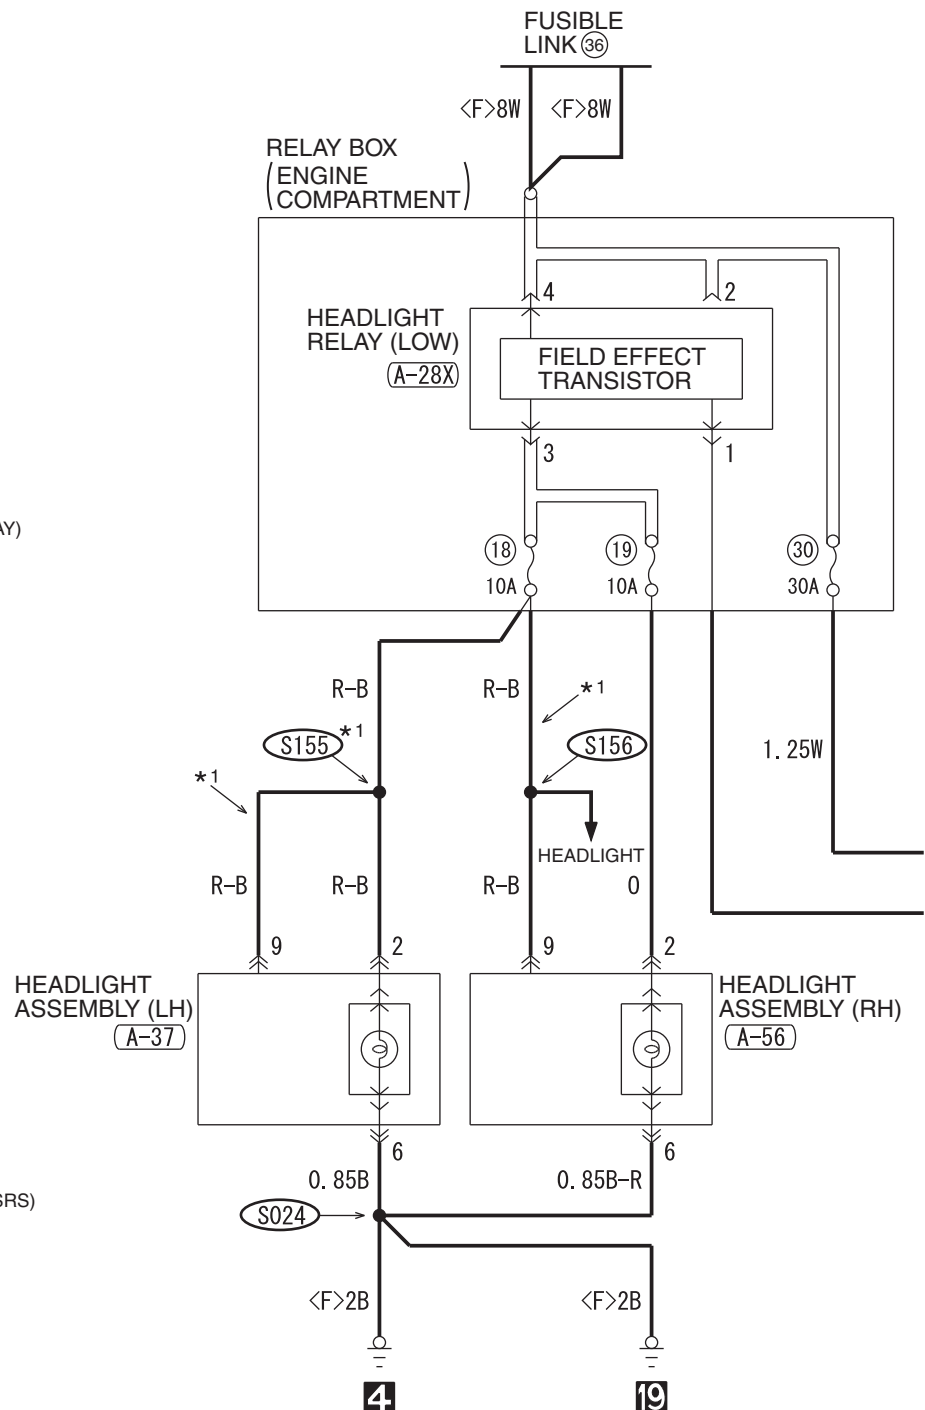 FUSIBLE
LINK 36
<F>8W <F>8W
RELAY BOX
(ENGINE
COMPARTMENT)
4 2
HEADLIGHT
RELAY (LOW)
A-28X
FIELD EFFECT
TRANSISTOR
3 1
AY)
18 19 30
10A 10A 30A
R-B R-B *1
S155 *1 S156 1.25W
*1
HEADLIGHT
R-B R-B R-B O
9 2 9 2
HEADLIGHT
ASSEMBLY (LH)
A-37
HEADLIGHT
ASSEMBLY (RH)
A-56
6 6
0.85B 0.85B-R
SRS)
S024
<F>2B <F>2B
4 19